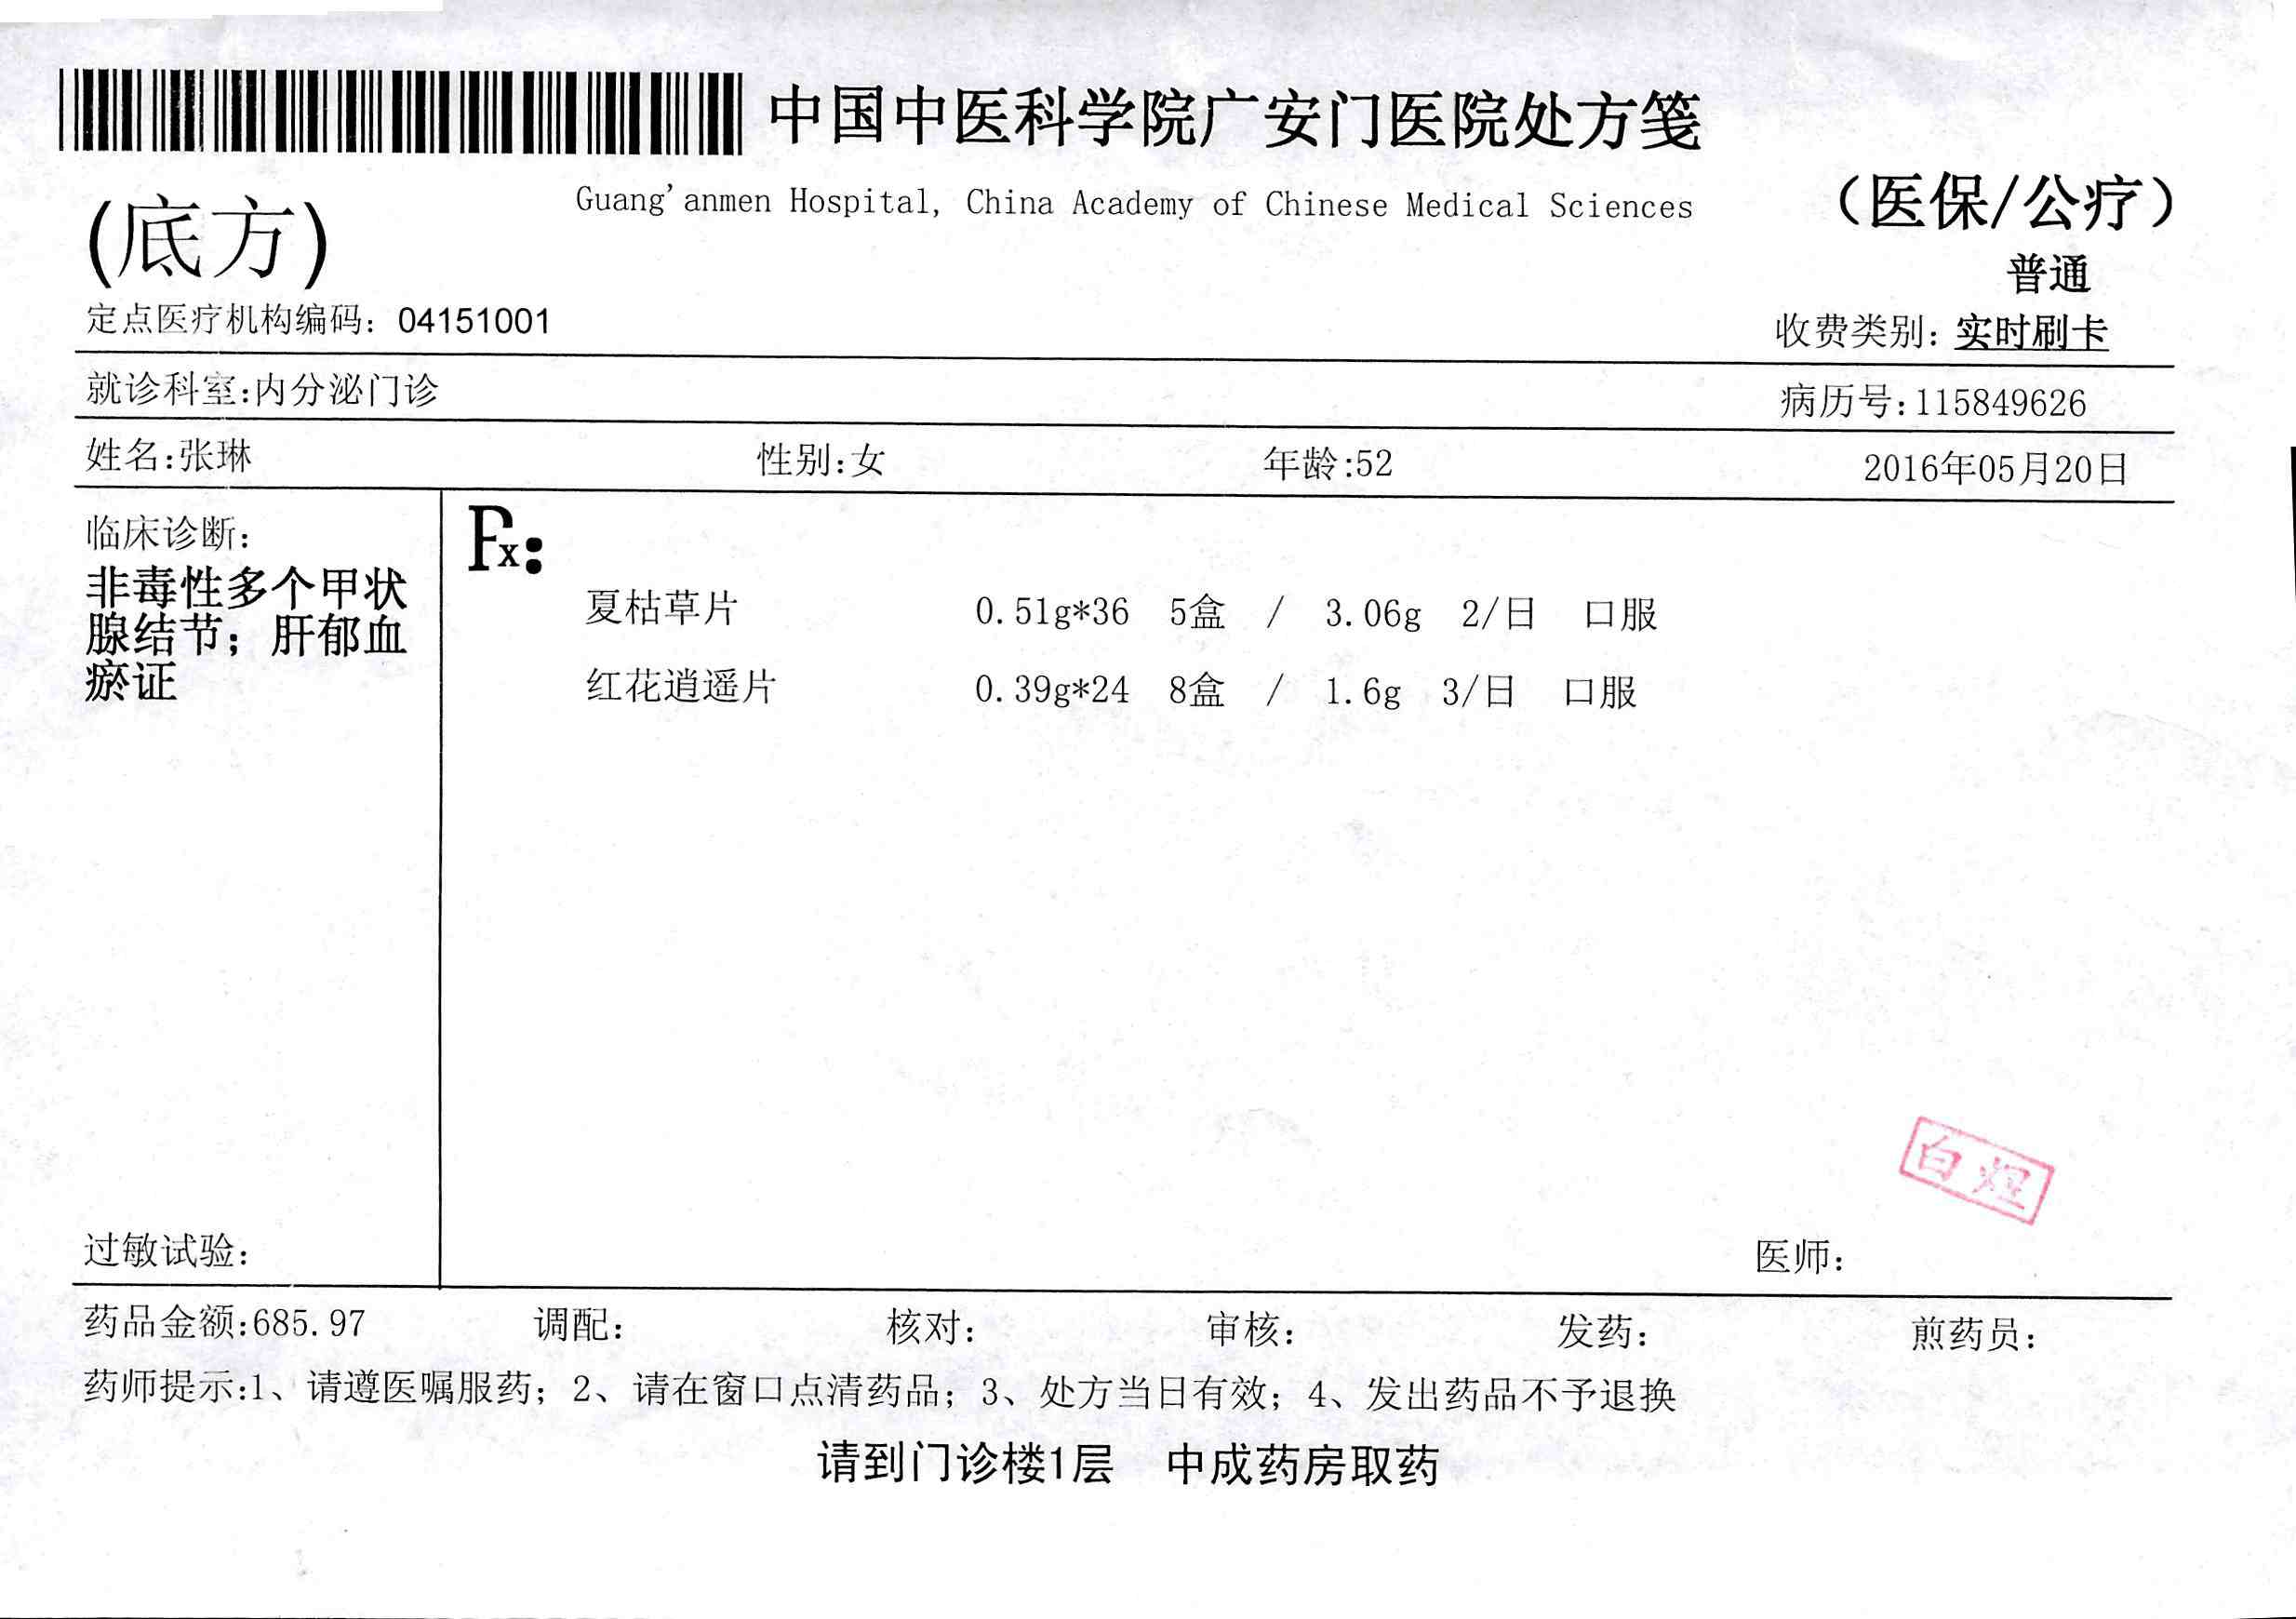 中国中医科学院广安门医院处方笺
Guang'anmen Hospital, China Academy of Chinese Medical Sciences
(医保/公疗)
(底方)
普通
定点医疗机构编码: 04151001
收费类别: 实时刷卡
就诊科室:内分泌门诊 病历号:115849626
姓名:张琳 性别:女 年龄:52 2016年05月20日
临床诊断:
非毒性多个甲状
腺结节; 肝郁血
瘀证
Rx:
夏枯草片 0.51g*36 5盒 / 3.06g 2/日 口服
红花逍遥片 0.39g*24 8盒 / 1.6g 3/日 口服
白煜
过敏试验: 医师:
药品金额:685.97 调配: 核对: 审核: 发药: 煎药员:
药师提示:1、请遵医嘱服药; 2、请在窗口点清药品; 3、处方当日有效; 4、发出药品不予退换
请到门诊楼1层 中成药房取药